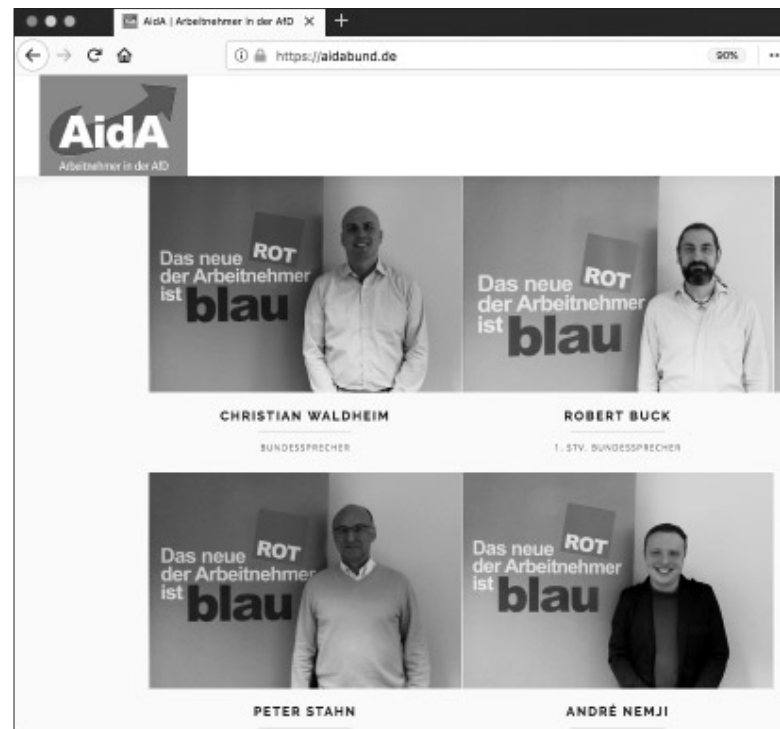 AidA | Arbeitnehmer in der AfD
https://aidabund.de
90%
AidA
Arbeitnehmer in der AfD
Das neue ROT
der Arbeitnehmer
ist blau
Das neue ROT
der Arbeitnehmer
ist blau
CHRISTIAN WALDHEIM
BUNDESSPRECHER
ROBERT BUCK
1. STV. BUNDESSPRECHER
Das neue ROT
der Arbeitnehmer
ist blau
Das neue ROT
der Arbeitnehmer
ist blau
PETER STAHN
ANDRÉ NEMJI